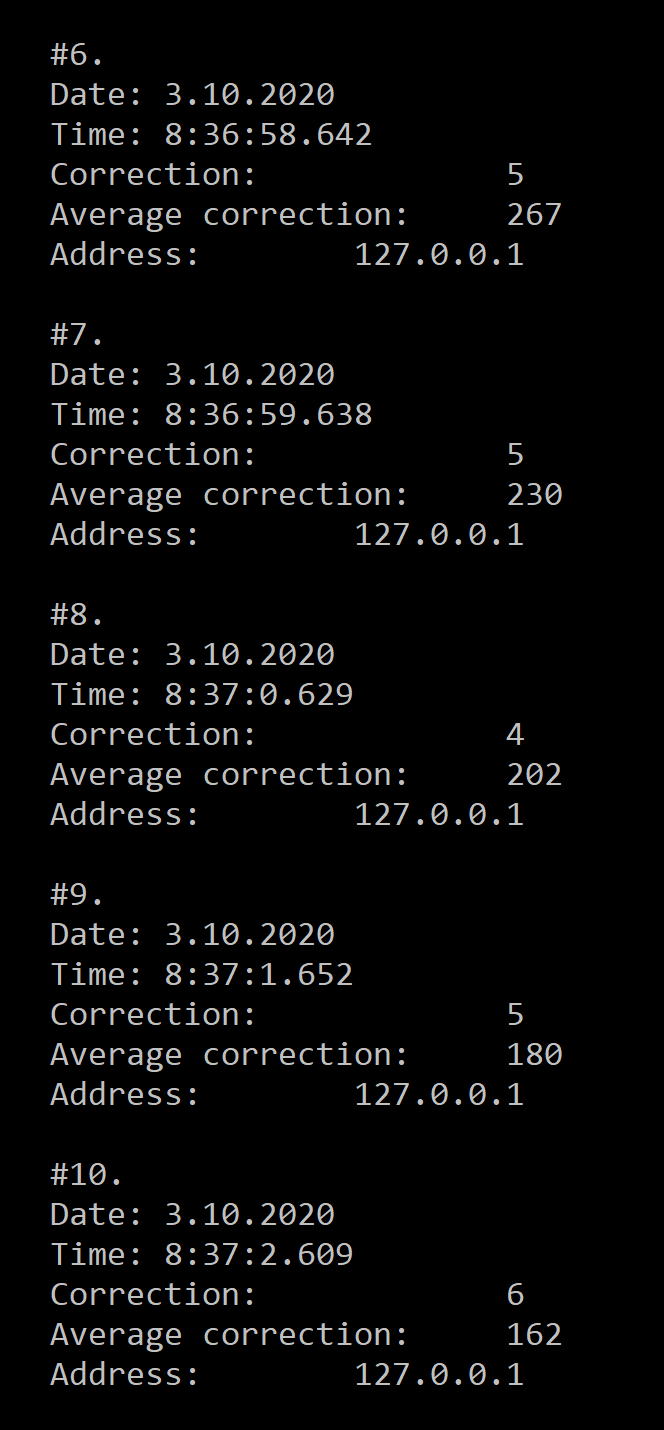 #6.
Date: 3.10.2020
Time: 8:36:58.642
Correction: 5
Average correction: 267
Address: 127.0.0.1
#7.
Date: 3.10.2020
Time: 8:36:59.638
Correction: 5
Average correction: 230
Address: 127.0.0.1
#8.
Date: 3.10.2020
Time: 8:37:0.629
Correction: 4
Average correction: 202
Address: 127.0.0.1
#9.
Date: 3.10.2020
Time: 8:37:1.652
Correction: 5
Average correction: 180
Address: 127.0.0.1
#10.
Date: 3.10.2020
Time: 8:37:2.609
Correction: 6
Average correction: 162
Address: 127.0.0.1